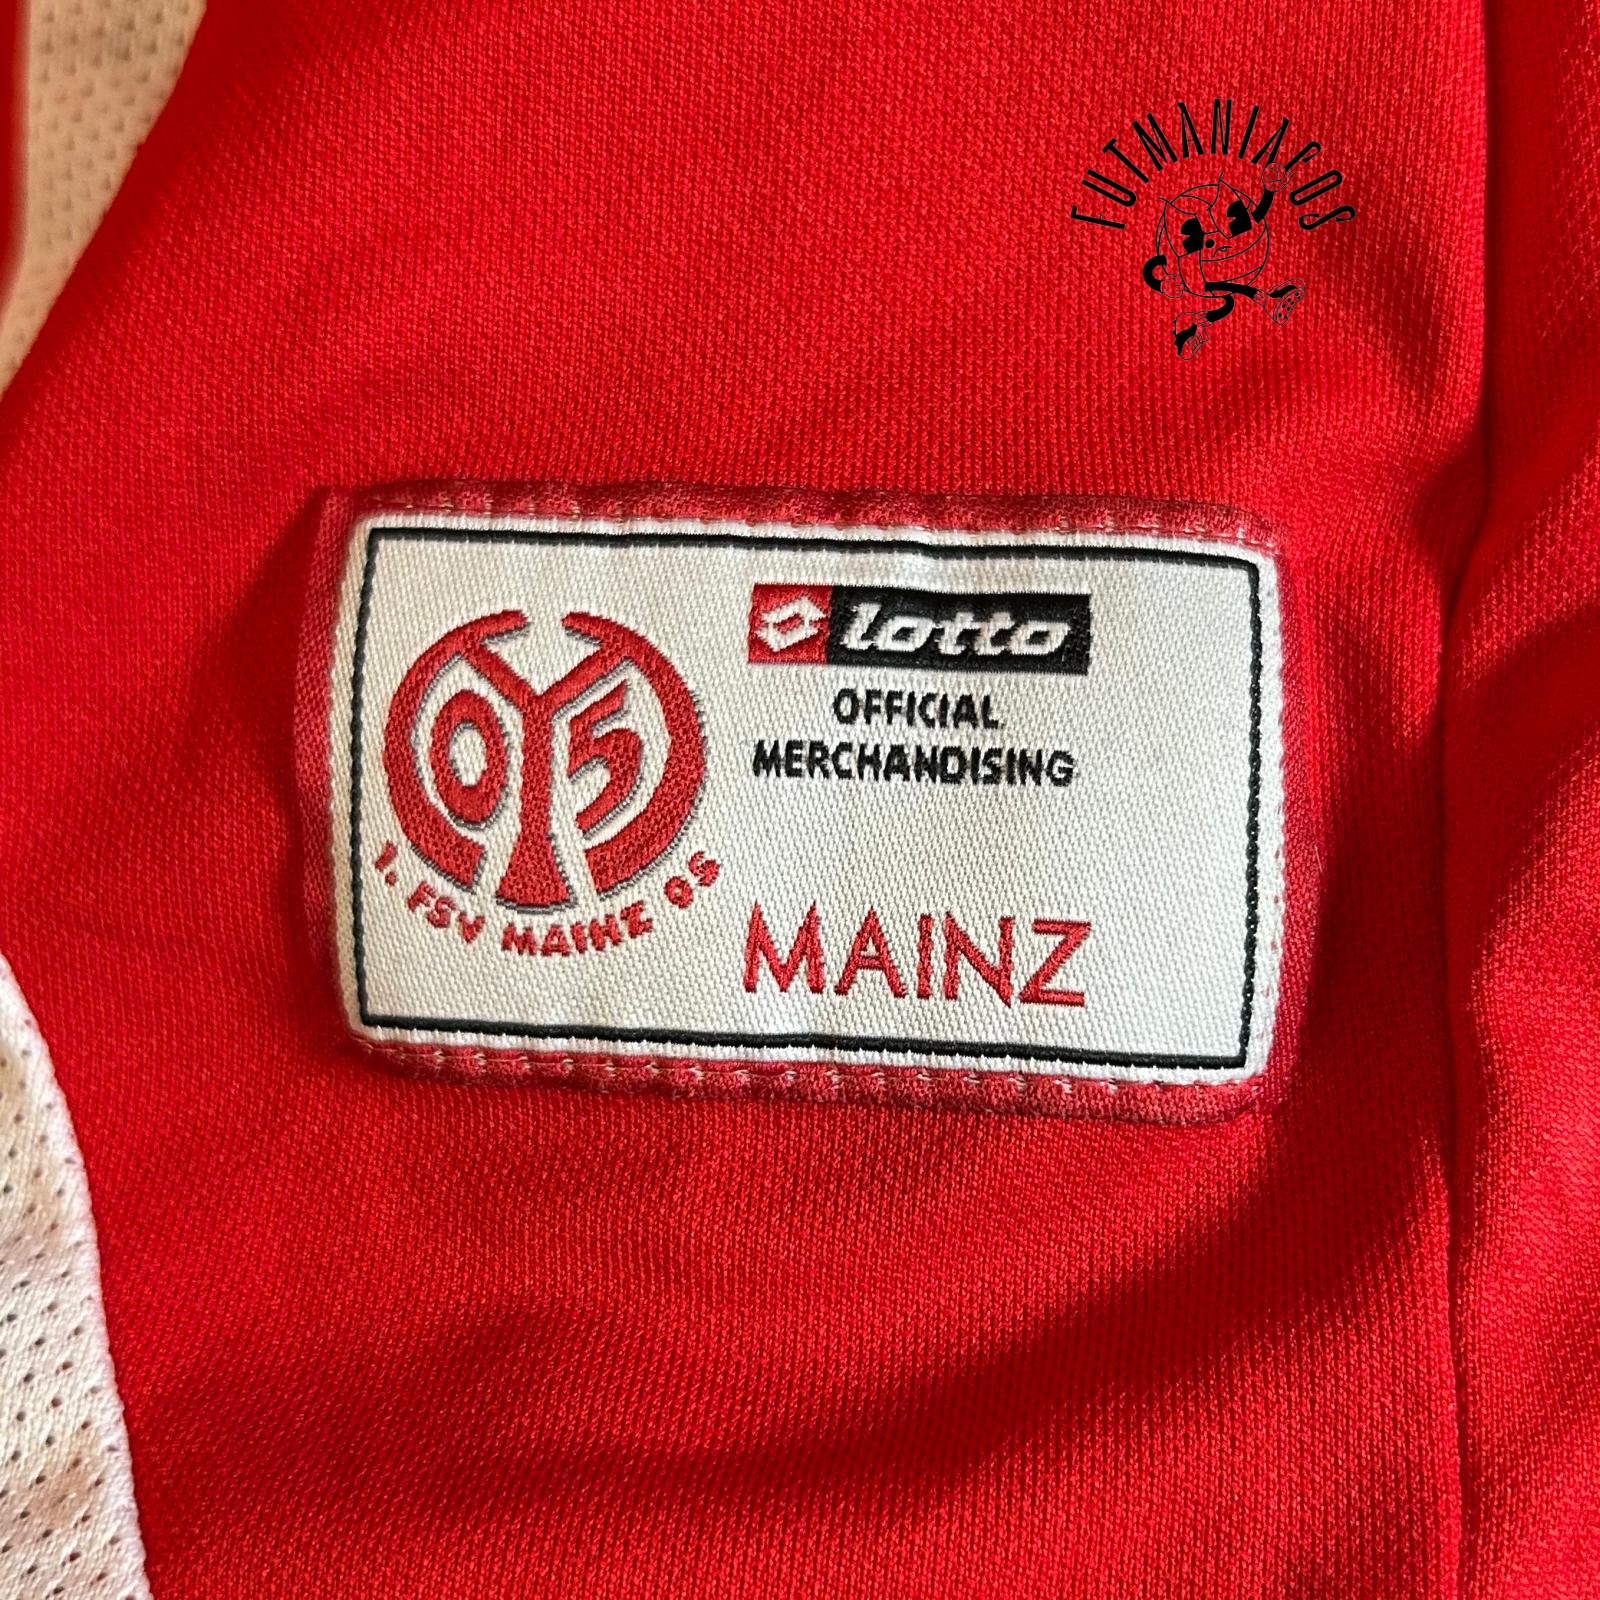 FUTMANIACOS
lotto
OFFICIAL
MERCHANDISING
05
1. FSV MAINZ 05
MAINZ